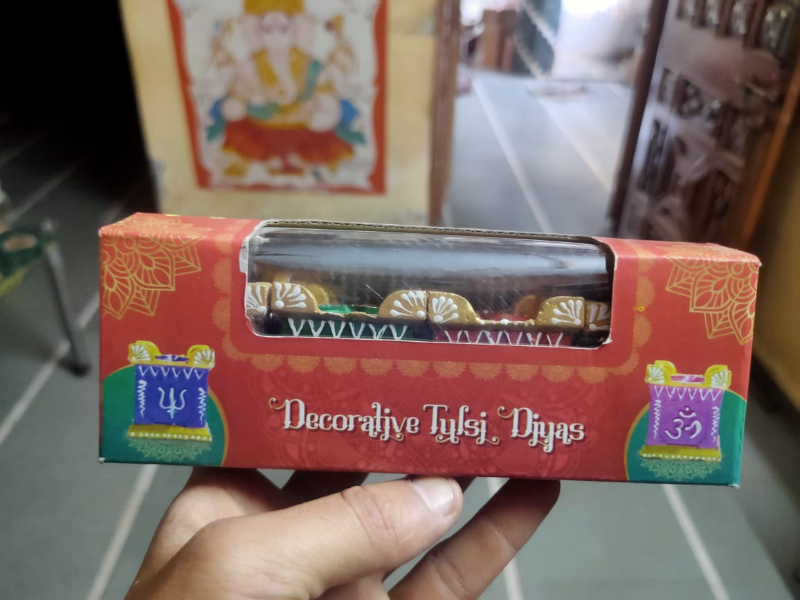 Decorative Tulsi Diyas
ॐ